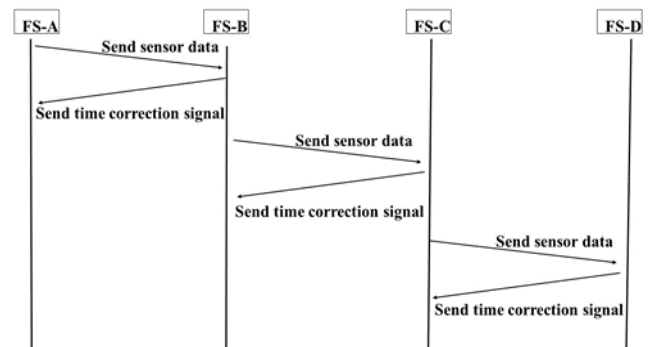 FS-A
FS-B
FS-C
FS-D
Send sensor data
Send time correction signal
Send sensor data
Send time correction signal
Send sensor data
Send time correction signal